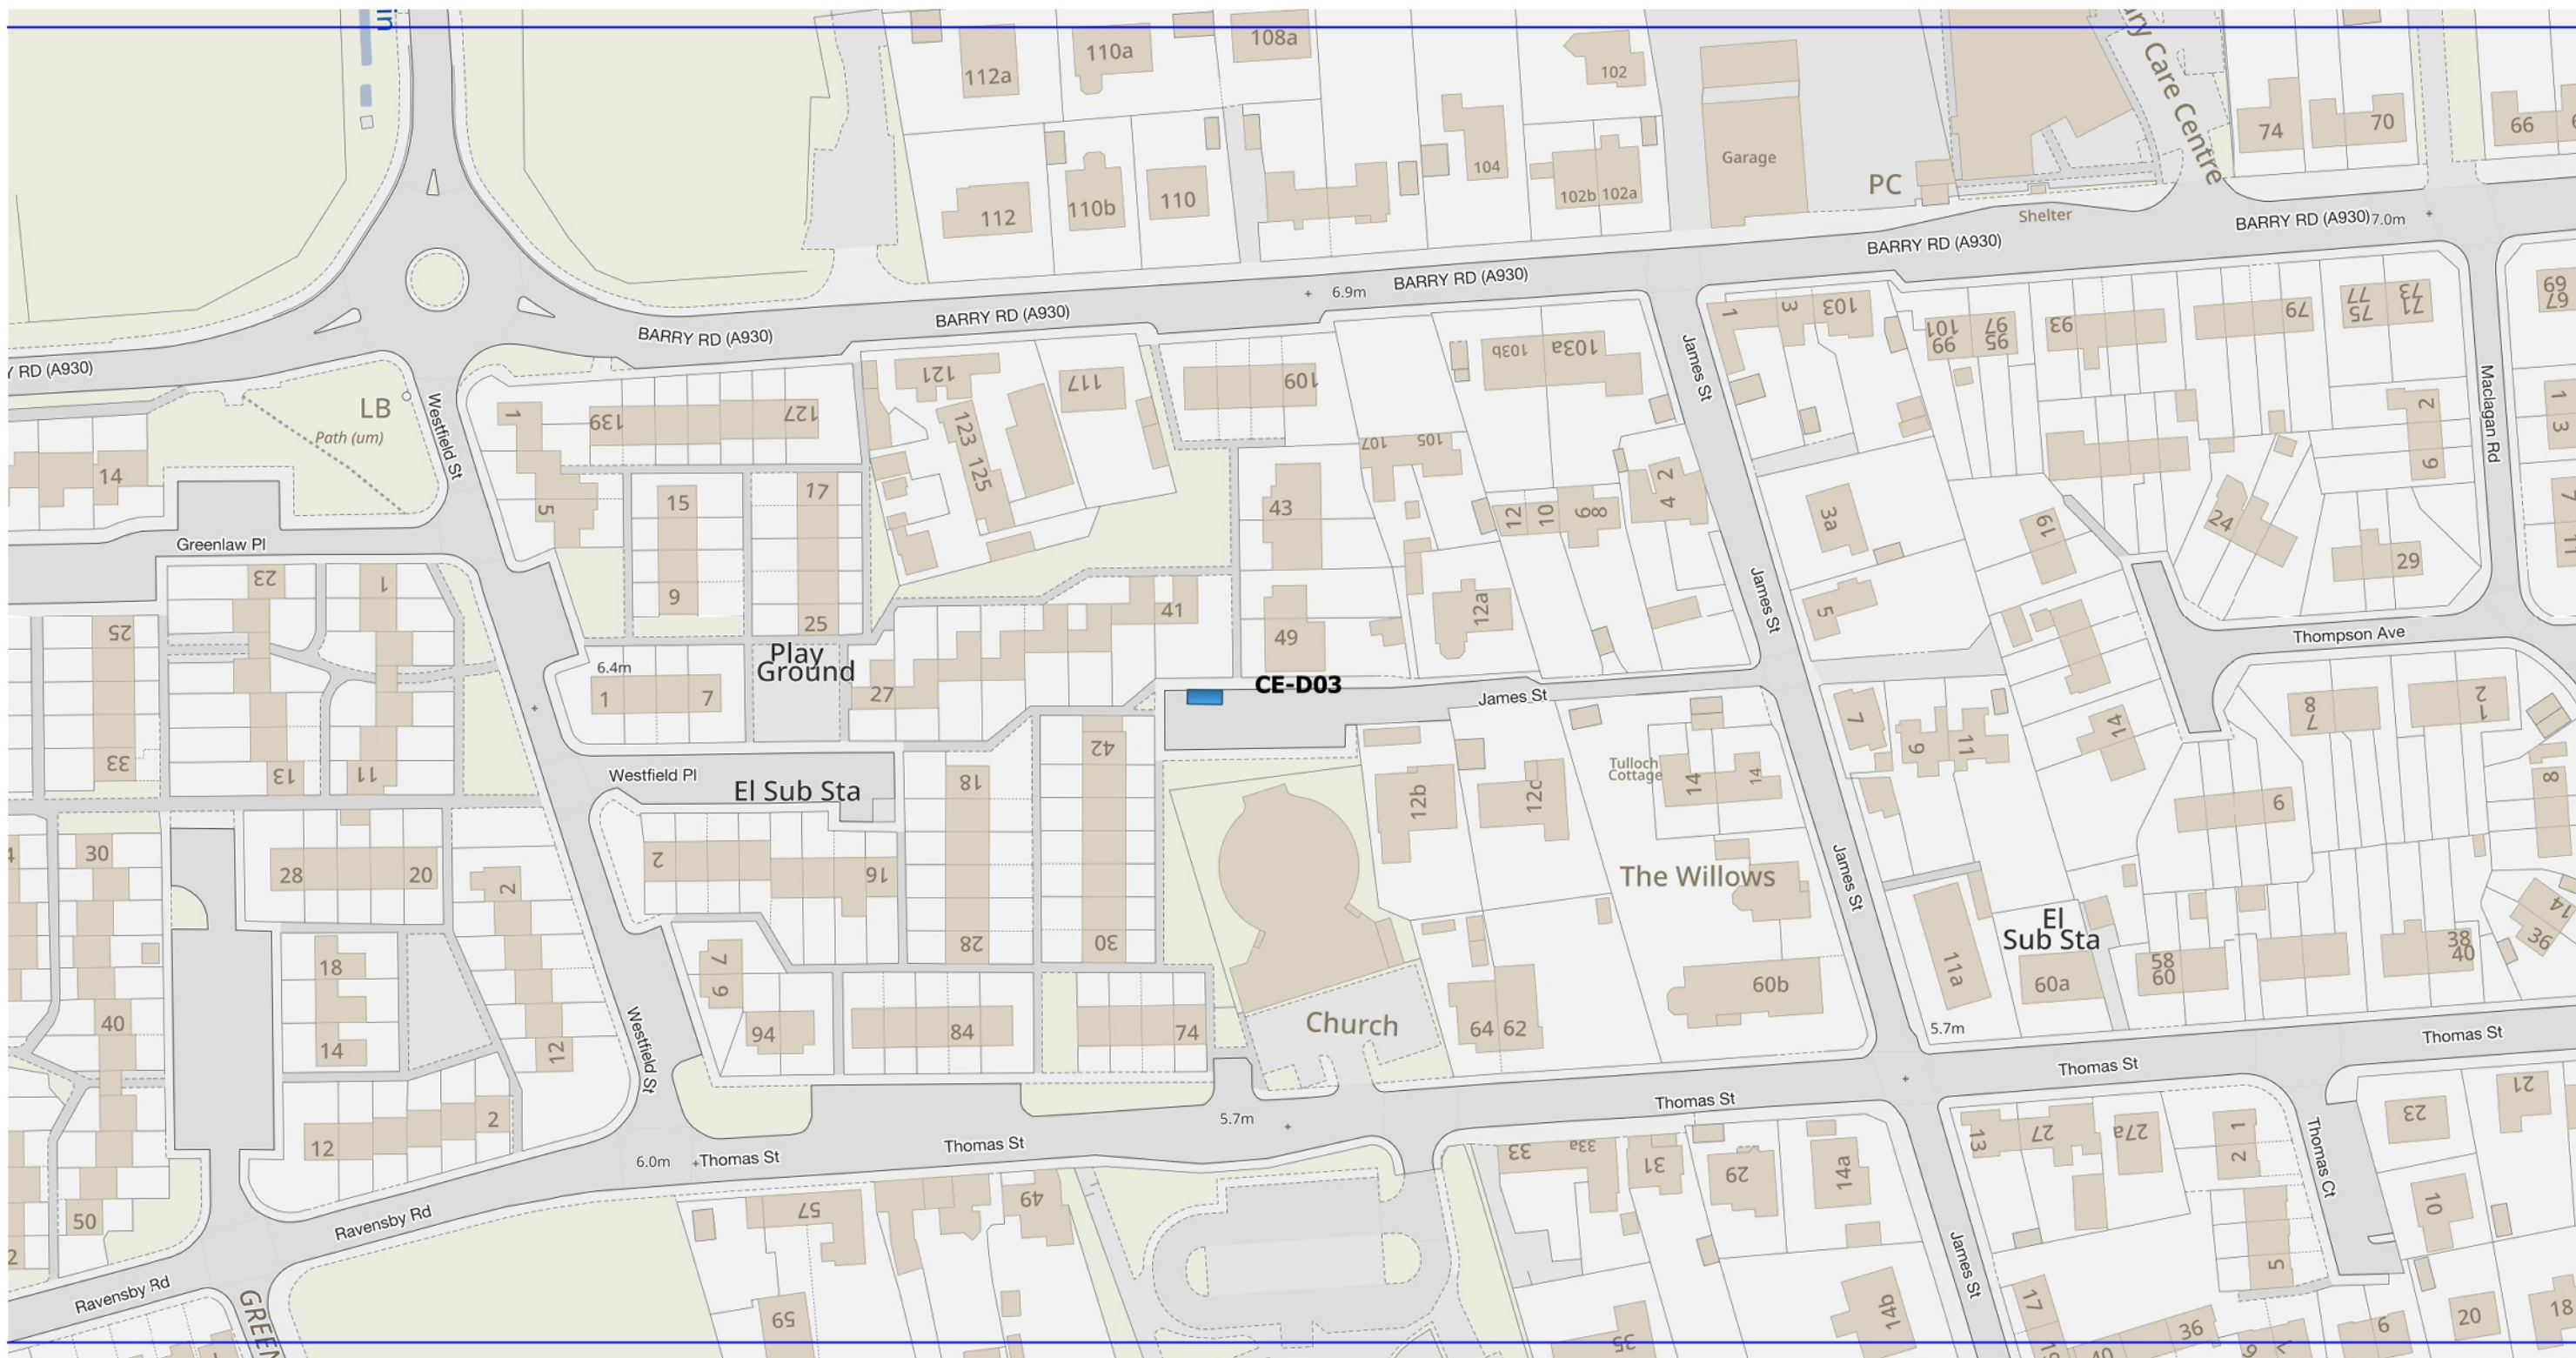 in
112a
110a
108a
102
ry Care Centre
74
70
66
112
110b
110
104
102b 102a
Garage
PC
Shelter
BARRY RD (A930)
BARRY RD (A930)
7.0m
BARRY RD (A930)
6.9m
BARRY RD (A930)
BARRY RD (A930)
Y RD (A930)
LB
Path (um)
Westfield St
1
139
127
121
117
123 125
109
103b
103a
1
3
103
James St
101
99
97
95
93
79
77
75
73
71
69
67
Maclagan Rd
14
5
15
9
17
25
43
107
105
12
10
6
8
2
4
3a
19
24
29
2
6
1
3
7
11
Greenlaw Pl
23
1
25
33
13
11
6.4m
1
7
Play
Ground
27
41
49
12a
James St
5
Thompson Ave
CE-D03
James St
7
9
11
14
8
7
2
1
Westfield Pl
El Sub Sta
18
28
42
30
2
16
12b
12c
Tulloch
Cottage
14
14
The Willows
James St
9
8
14
36
30
28
20
2
18
14
40
12
7
9
94
84
74
Church
64 62
60b
11a
El
Sub Sta
60a
58
60
38
40
5.7m
Thomas St
Thomas St
Westfield St
12
2
50
2
6.0m
Thomas St
Thomas St
5.7m
Thomas St
33
33a
31
29
14a
13
27
27a
1
2
5
Thomas Ct
23
21
10
Ravensby Rd
Ravensby Rd
GREEN
57
49
59
35
14b
James St
17
36
6
20
18